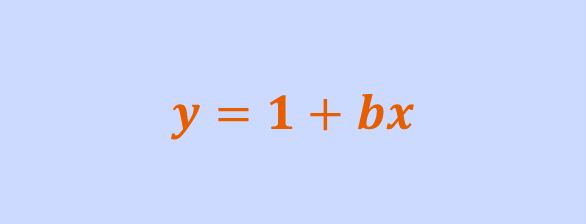 y = 1 + bx